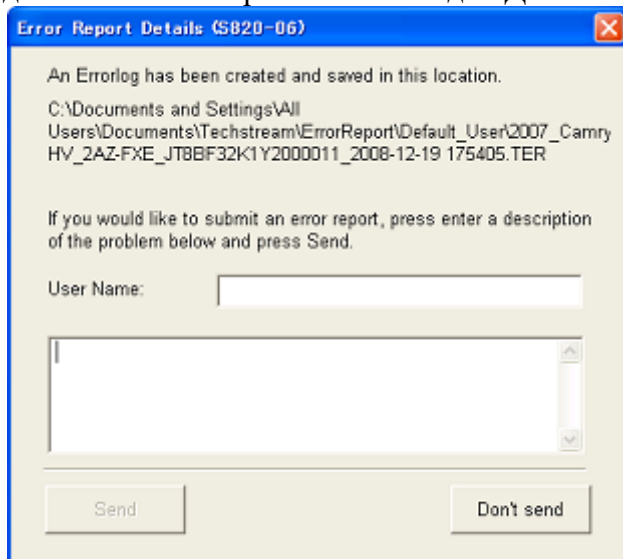 Error Report Details (S820-06)
An Errorlog has been created and saved in this location.
C:\Documents and Settings\All
Users\Documents\Techstream\ErrorReport\Default_User\2007_Camry
HV_2AZ-FXE_JTBBF32K1Y2000011_2008-12-19 175405.TER
If you would like to submit an error report, press enter a description
of the problem below and press Send.
User Name:
Send
Don't send